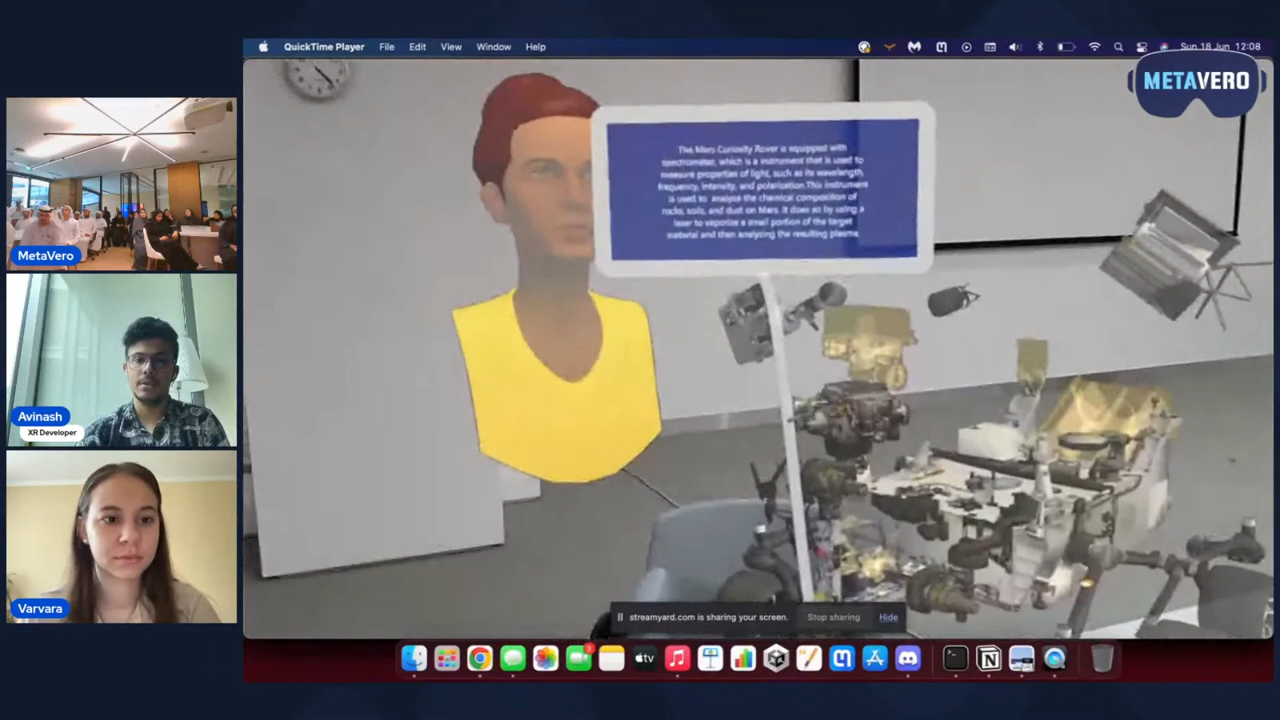 QuickTime Player File Edit View Window Help
Sun 18 Jun 12:08
METAVERO
The Mars Curiosity Rover is equipped with
spectrometer, which is a instrument that is used to
measure properties of light, such as its wavelength,
frequency, intensity, and polarization.This instrument
is used to analyze the chemical composition of
rocks, soils, and dust on Mars. It does so by using a
laser to vaporize a small portion of the target
material and then analyzing the resulting plasma.
MetaVero
Avinash
XR Developer
Varvara
streamyard.com is sharing your screen. Stop sharing Hide
tv
3